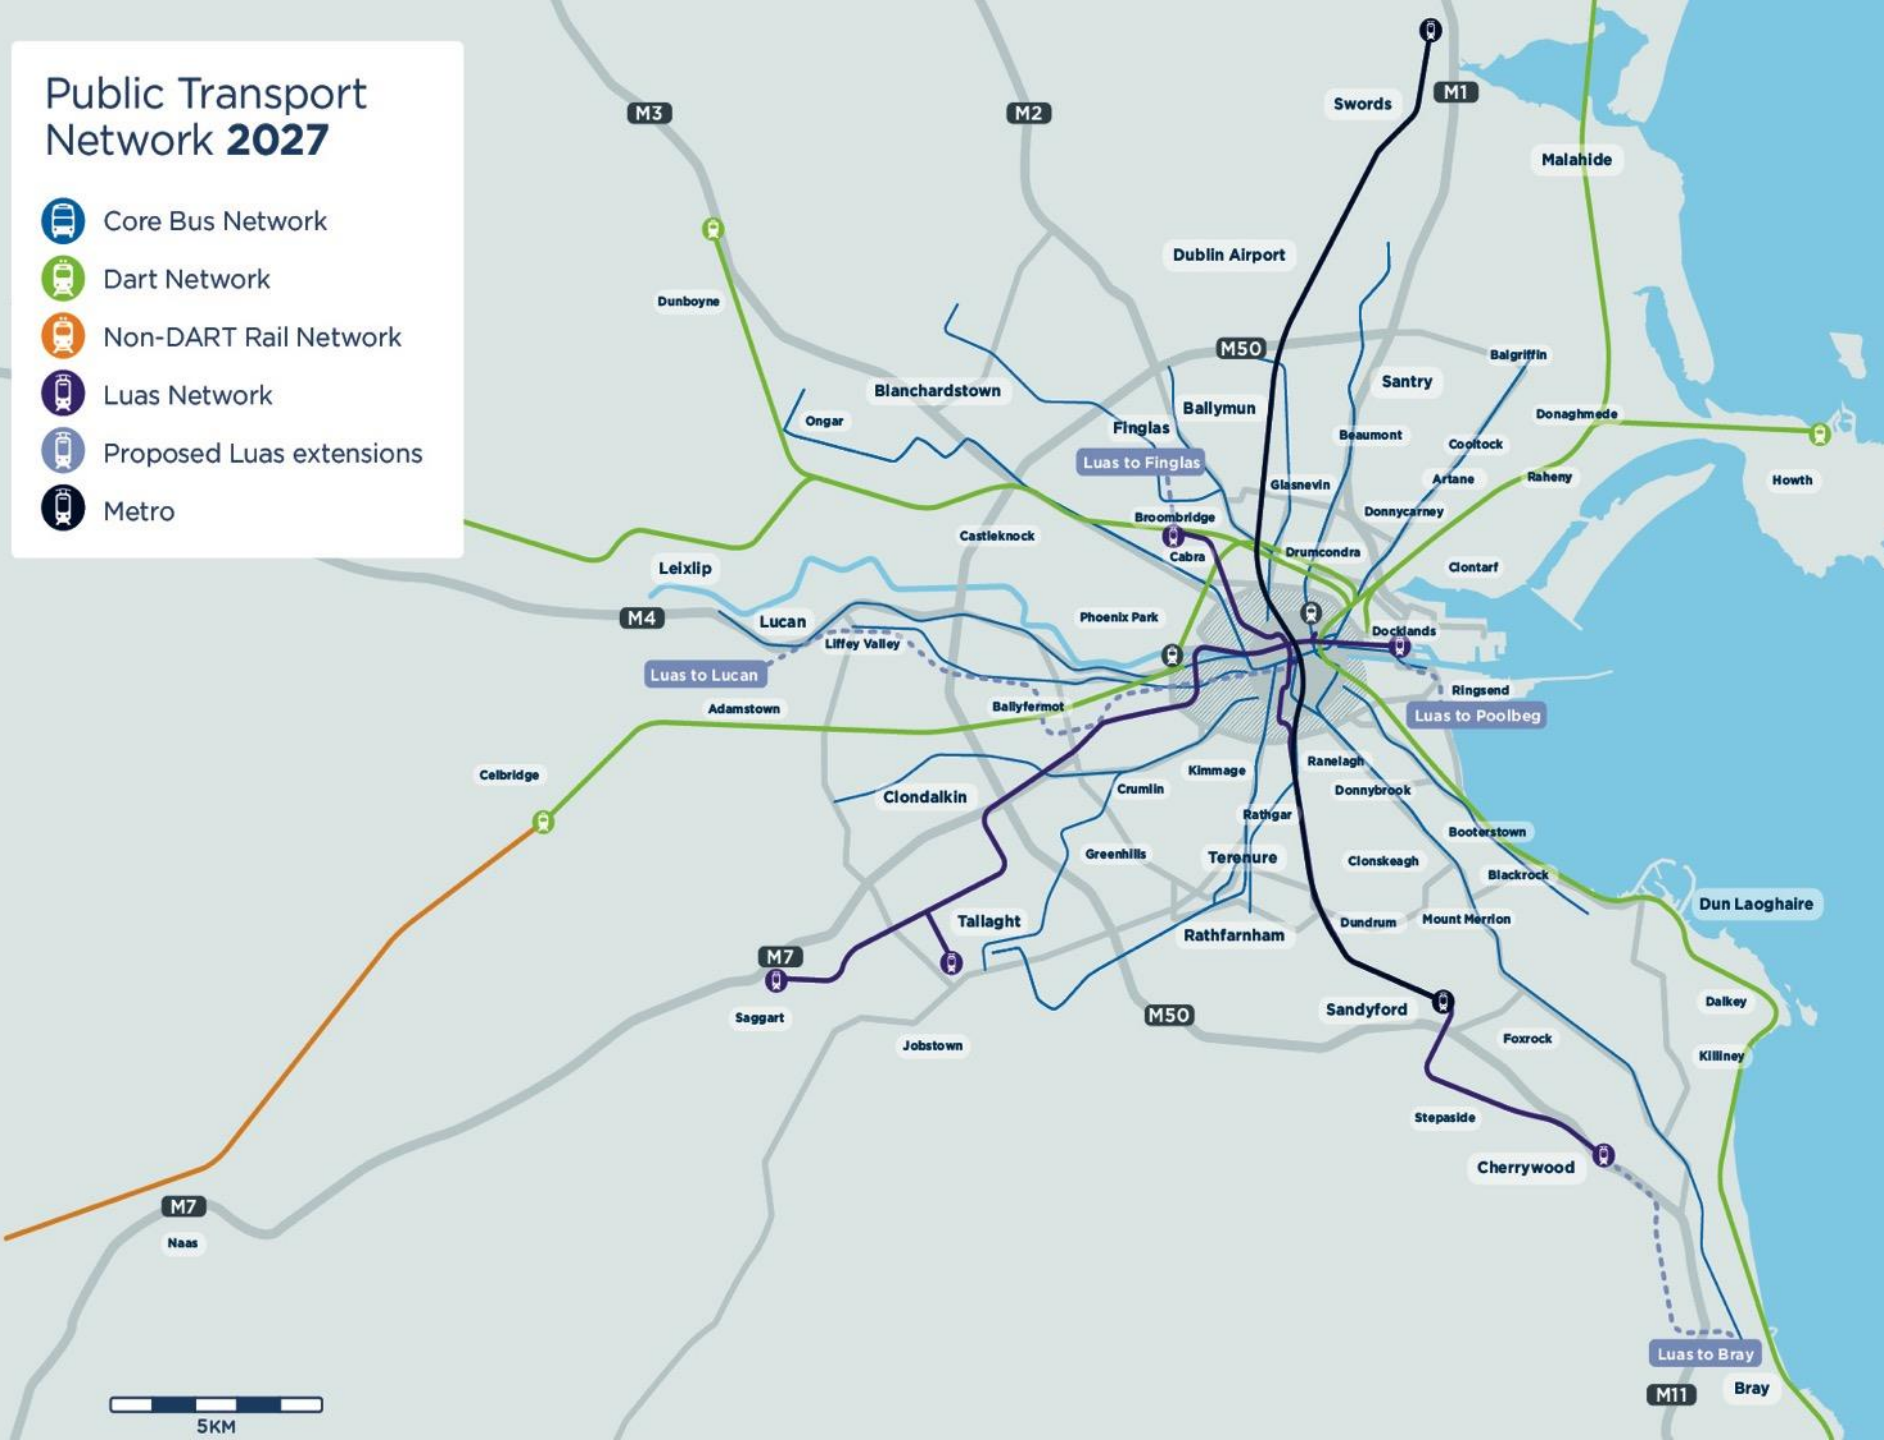 Public Transport
Network 2027
Core Bus Network
Dart Network
Non-DART Rail Network
Luas Network
Proposed Luas extensions
Metro
M1
Swords
M3
M2
Malahide
Dublin Airport
Dunboyne
M50
Balgriffin
Santry
Blanchardstown
Ballymun
Donaghmede
Ongar
Finglas
Beaumont
Cooltock
Luas to Finglas
Artane
Raheny
Howth
Glasnevin
Donnycarney
Broombridge
Castleknock
Cabra
Drumcondra
Clontarf
Leixlip
M4
Lucan
Phoenix Park
Docklands
Liffey Valley
Luas to Lucan
Ringsend
Adamstown
Ballyfermot
Luas to Poolbeg
Celbridge
Kimmage
Ranelagh
Clondalkin
Crumlin
Donnybrook
Rathgar
Booterstown
Greenhills
Terenure
Clonskeagh
Blackrock
Dun Laoghaire
Tallaght
Dundrum
Mount Merrion
Rathfarnham
M7
Saggart
M50
Sandyford
Dalkey
Jobstown
Foxrock
Killiney
Stepaside
Cherrywood
M7
Naas
Luas to Bray
Bray
M11
5KM